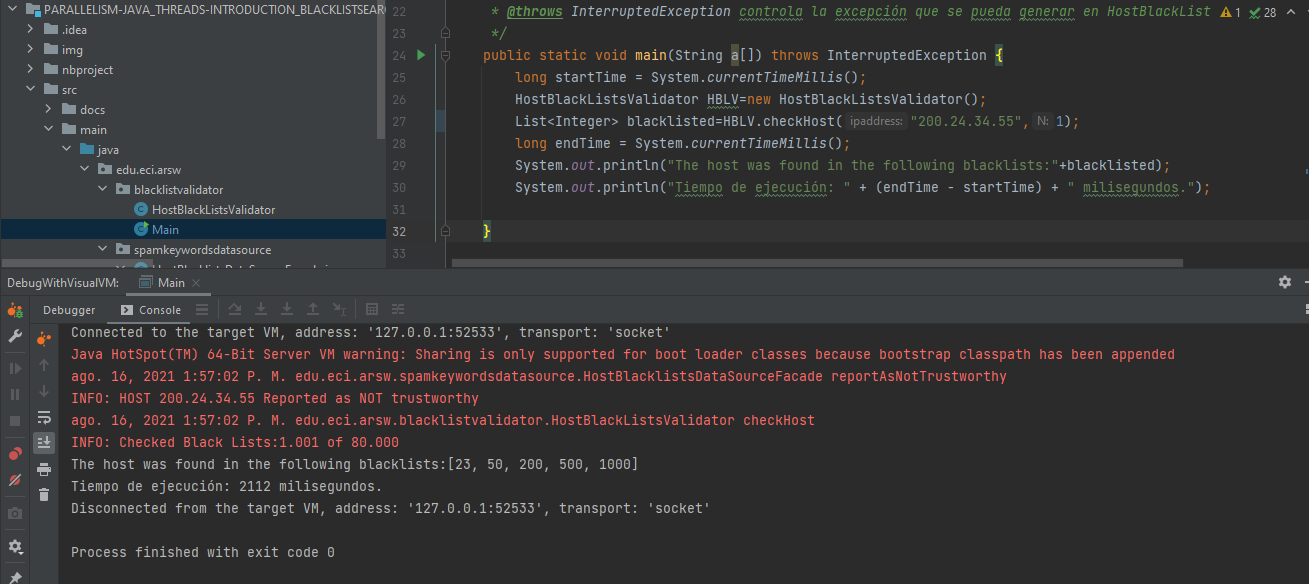 PARALLELISM-JAVA_THREADS-INTRODUCTION_BLACKLISTSEAR
.idea
img
nbproject
src
docs
main
java
edu.eci.arsw
blacklistvalidator
HostBlackListsValidator
Main
spamkeywordsdatasource
22 * @throws InterruptedException controla la excepción que se pueda generar en HostBlackList 1 28
23 */
24 public static void main(String a[]) throws InterruptedException {
25 long startTime = System.currentTimeMillis();
26 HostBlackListsValidator HBLV=new HostBlackListsValidator();
27 List<Integer> blacklisted=HBLV.checkHost( ipaddress: "200.24.34.55", N: 1);
28 long endTime = System.currentTimeMillis();
29 System.out.println("The host was found in the following blacklists:"+blacklisted);
30 System.out.println("Tiempo de ejecución: " + (endTime - startTime) + " milisegundos.");
31
32 }
33
DebugWithVisualVM: Main
Debugger Console
Connected to the target VM, address: '127.0.0.1:52533', transport: 'socket'
Java HotSpot(TM) 64-Bit Server VM warning: Sharing is only supported for boot loader classes because bootstrap classpath has been appended
ago. 16, 2021 1:57:02 P. M. edu.eci.arsw.spamkeywordsdatasource.HostBlacklistsDataSourceFacade reportAsNotTrustworthy
INFO: HOST 200.24.34.55 Reported as NOT trustworthy
ago. 16, 2021 1:57:02 P. M. edu.eci.arsw.blacklistvalidator.HostBlackListsValidator checkHost
INFO: Checked Black Lists:1.001 of 80.000
The host was found in the following blacklists:[23, 50, 200, 500, 1000]
Tiempo de ejecución: 2112 milisegundos.
Disconnected from the target VM, address: '127.0.0.1:52533', transport: 'socket'
Process finished with exit code 0